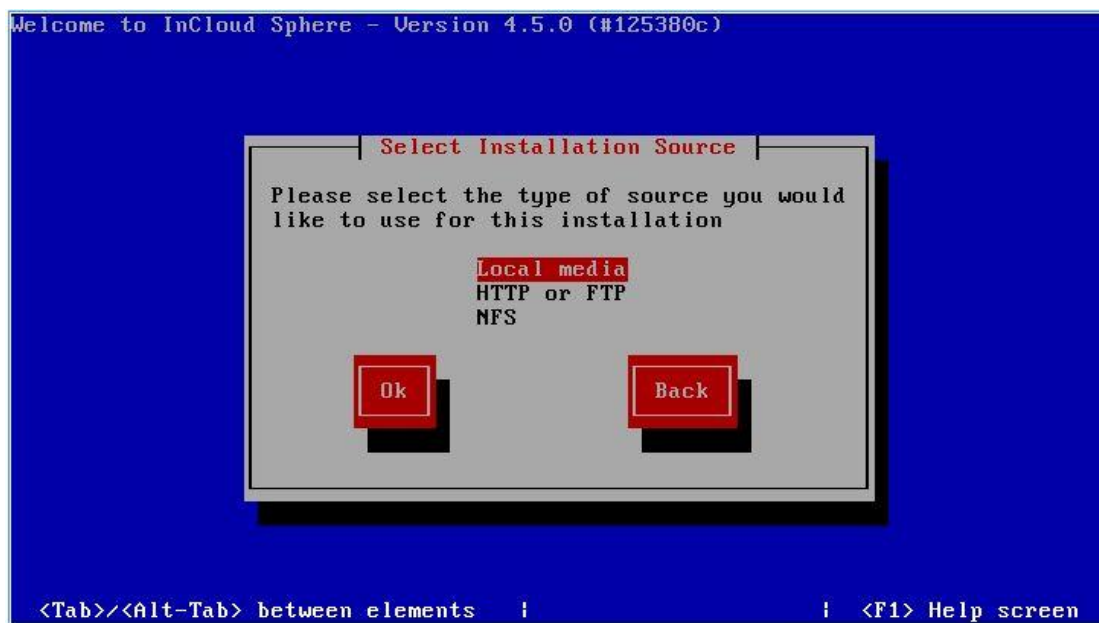 Welcome to InCloud Sphere - Version 4.5.0 (#125380c)
Select Installation Source
Please select the type of source you would
like to use for this installation
Local media
HTTP or FTP
NFS
Ok Back
<Tab>/<Alt-Tab> between elements | | <F1> Help screen